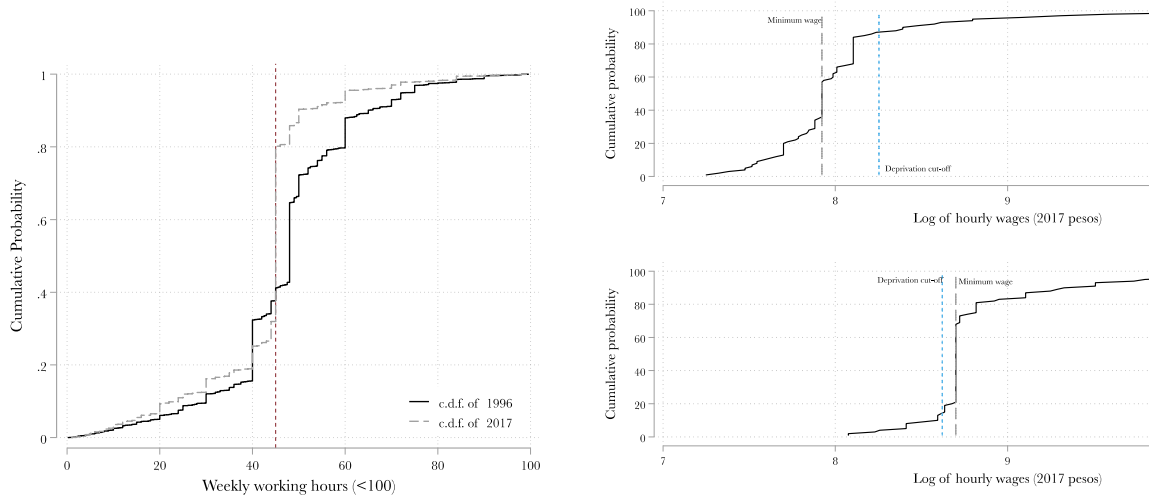 Cumulative Probability
1
.8
.6
.4
.2
0
c.d.f. of 1996
c.d.f. of 2017
0 20 40 60 80 100
Weekly working hours (<100)
Cumulative probability
100
80
60
40
20
0
Minimum wage
Deprivation cut-off
7 8 9
Log of hourly wages (2017 pesos)
Cumulative probability
100
80
60
40
20
0
Deprivation cut-off Minimum wage
7 8 9
Log of hourly wages (2017 pesos)